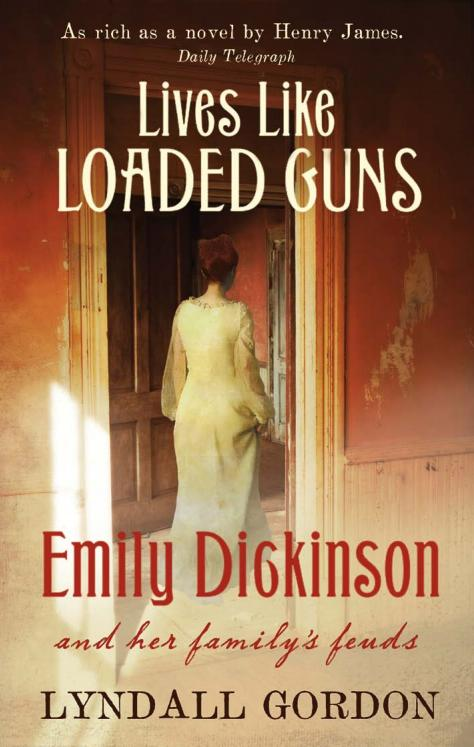 As rich as a novel by Henry James.
Daily Telegraph
Lives Like
LOADED GUNS
Emily Dickinson
and her family's feuds
LYNDALL GORDON